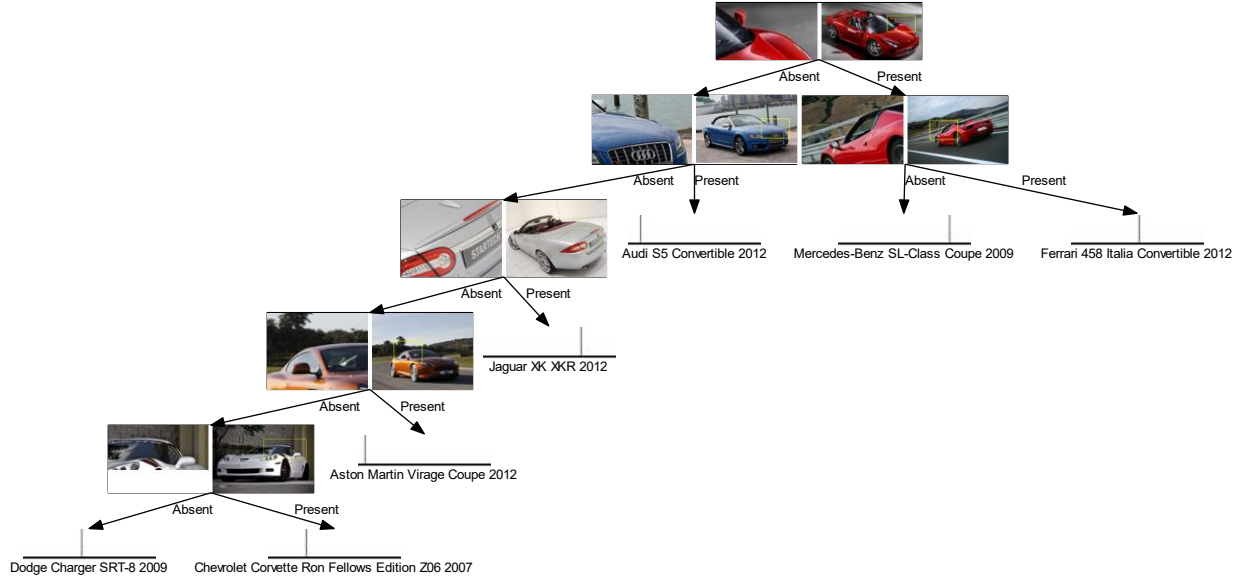 Absent Present
Absent Present Absent Present
STARTECH
Audi S5 Convertible 2012 Mercedes-Benz SL-Class Coupe 2009 Ferrari 458 Italia Convertible 2012
Absent Present
Jaguar XK XKR 2012
Absent Present
Aston Martin Virage Coupe 2012
Absent Present
Dodge Charger SRT-8 2009 Chevrolet Corvette Ron Fellows Edition Z06 2007